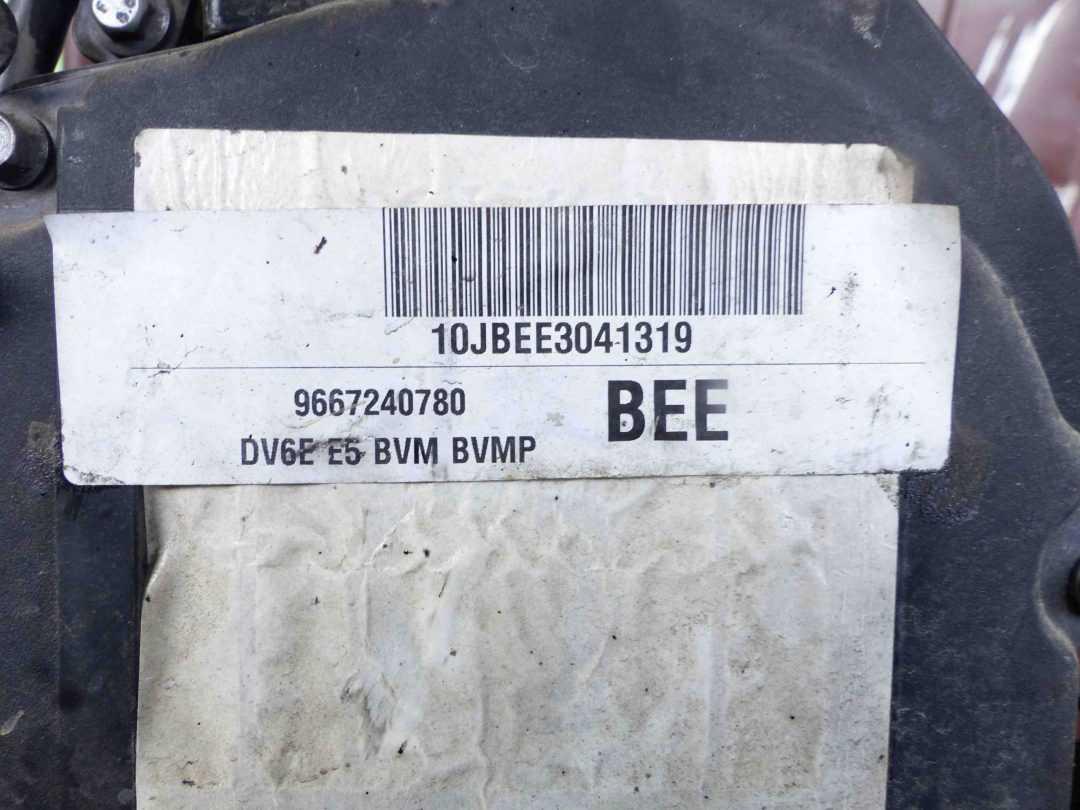 10JBEE3041319
9667240780
BEE
DV6E E5 BVM BVMP